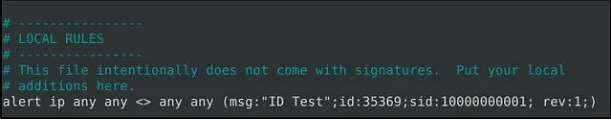 # ----------------
# LOCAL RULES
# ----------------
# This file intentionally does not come with signatures.  Put your local
# additions here.
alert ip any any <> any any (msg:"ID Test";id:35369;sid:10000000001; rev:1;)